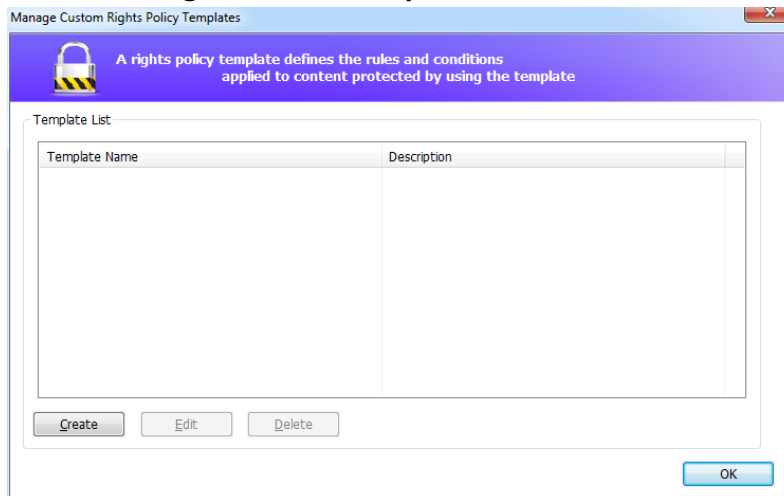 Manage Custom Rights Policy Templates
A rights policy template defines the rules and conditions
applied to content protected by using the template
Template List
Template Name Description
Create Edit Delete
OK